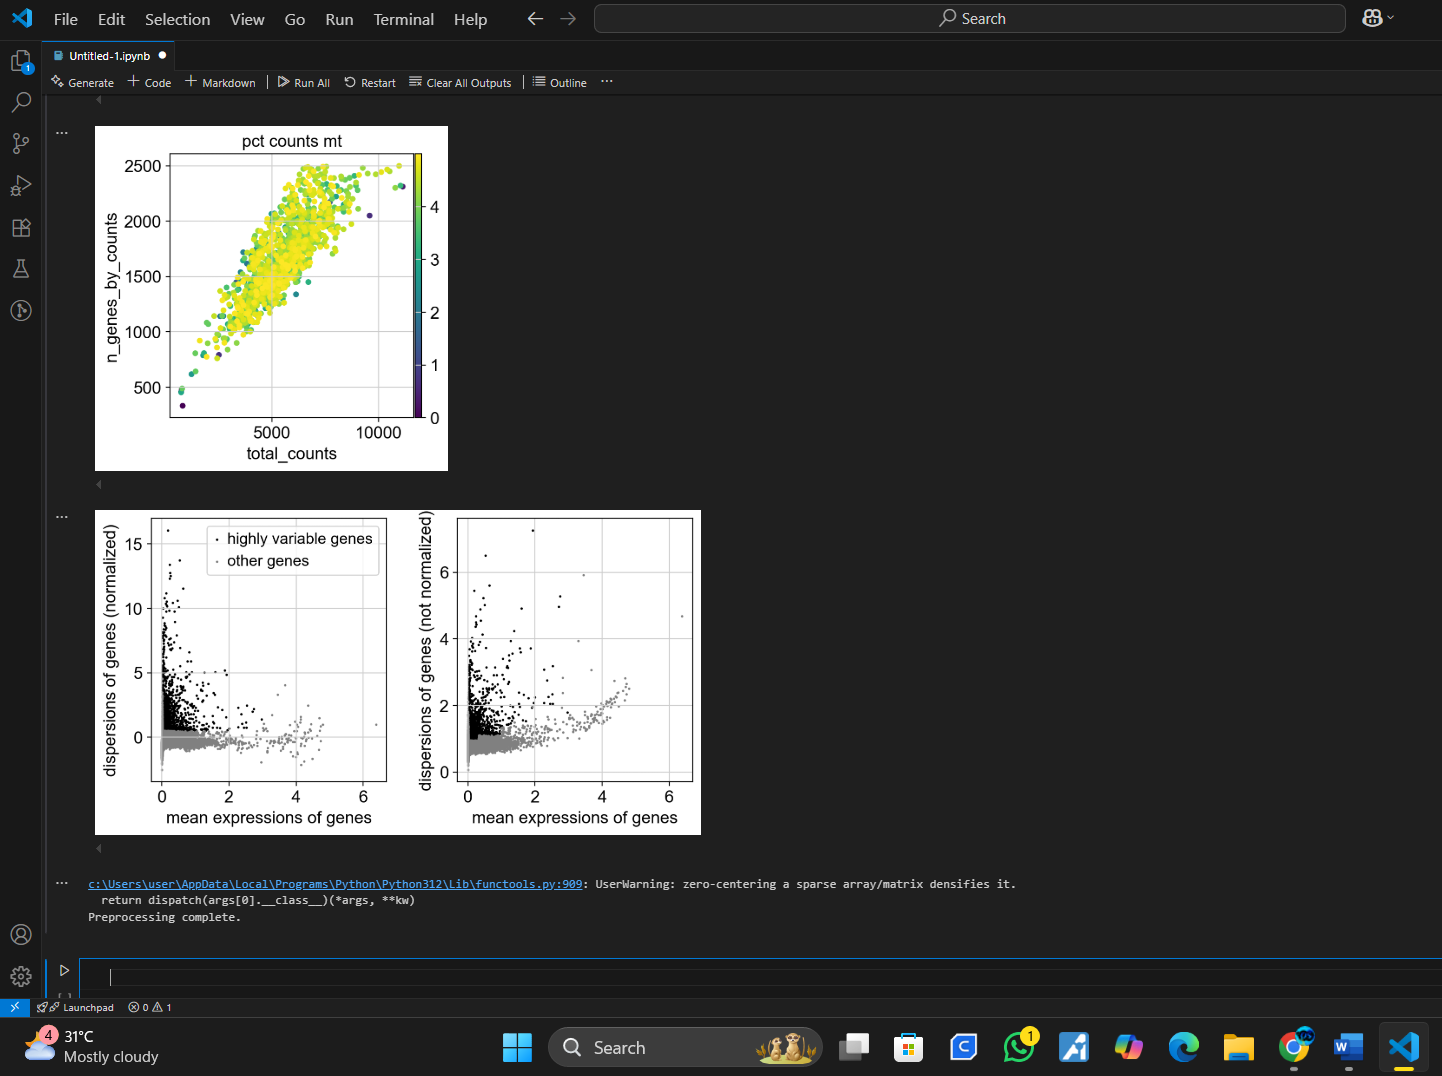 File Edit Selection View Go Run Terminal Help
Search
1
Untitled-1.ipynb
Generate
Code
Markdown
Run All
Restart
Clear All Outputs
Outline
...
...
pct counts mt
2500
2000
1500
1000
500
n_genes_by_counts
5000
10000
total_counts
4
3
2
1
0
...
highly variable genes
other genes
15
10
5
0
dispersions of genes (normalized)
0 2 4 6
mean expressions of genes
6
4
2
0
dispersions of genes (not normalized)
0 2 4 6
mean expressions of genes
...
c:\Users\user\AppData\Local\Programs\Python\Python312\Lib\functools.py:909: UserWarning: zero-centering a sparse array/matrix densifies it.
return dispatch(args[0].__class__)(*args, **kw)
Preprocessing complete.
Launchpad
0
1
4
31°C
Mostly cloudy
Search
1
W